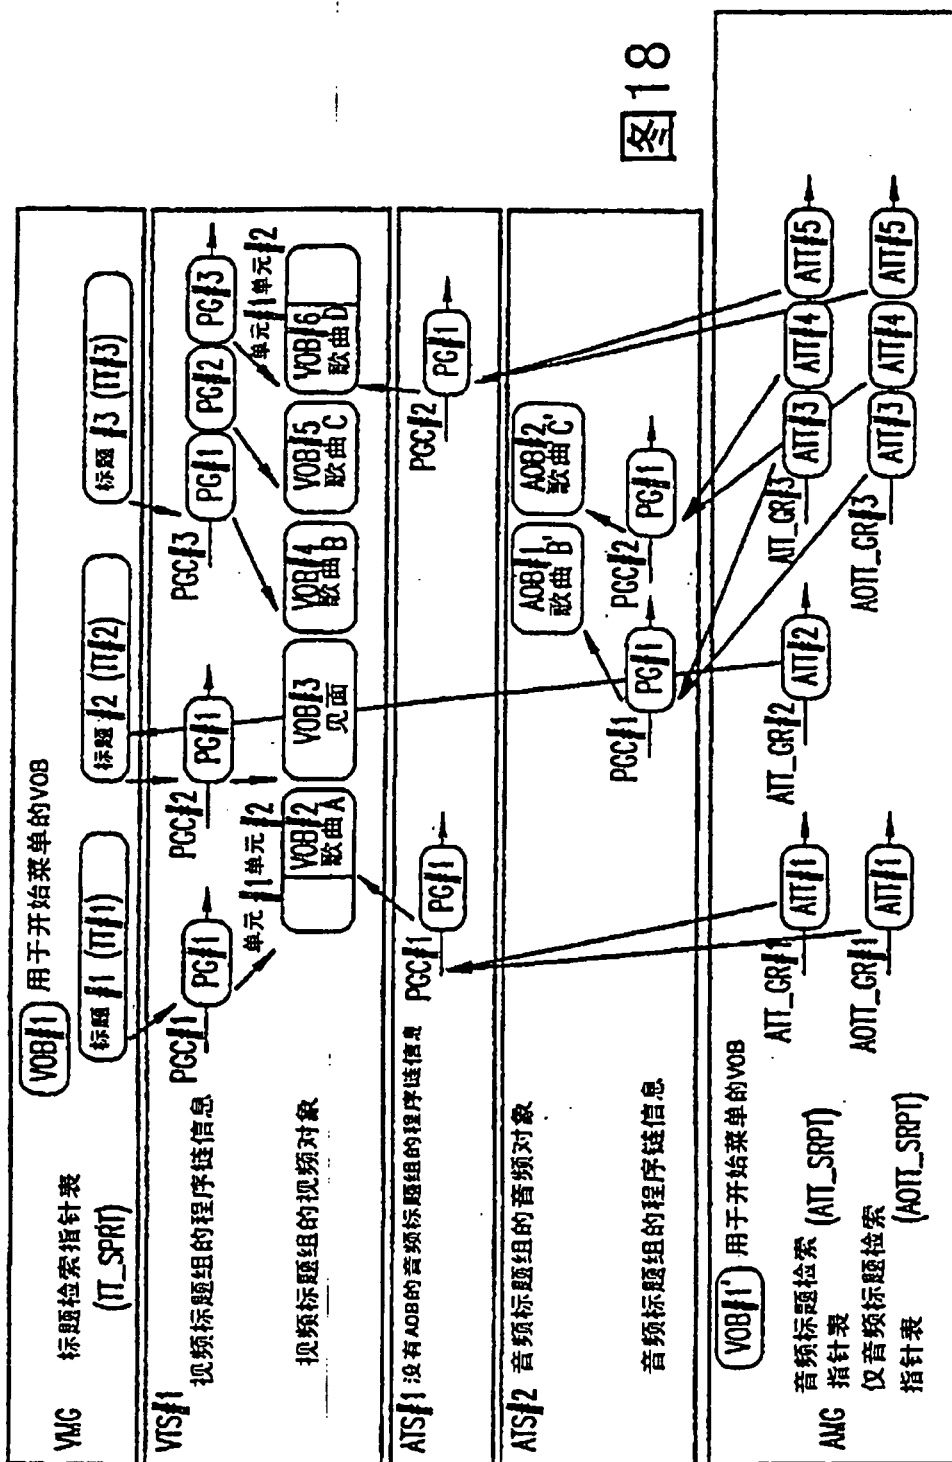 图18
VMG
标题检索指针表
(TT_SPRT)
VOB#1 用于开始菜单的VOB
标题 #1 (TT#1)
标题 #2 (TT#2)
标题 #3 (TT#3)
VTS#1
视频标题组的程序链信息
PGC#1
PG#1
PGC#2
PG#1
PGC#3
PG#1
PG#2
PG#3
视频标题组的视频对象
单元#1单元#2
VOB#2
歌曲A
VOB#3
见面
VOB#4
歌曲B
VOB#5
歌曲C
单元#1单元#2
VOB#6
歌曲D
ATS#1 没有AOB的音频标题组的程序链信息
PGC#1
PG#1
PGC#2
PG#1
ATS#2 音频标题组的音频对象
AOB#1
歌曲B'
AOB#2
歌曲C'
音频标题组的程序链信息
PGC#1
PG#1
PGC#2
PG#1
VOB#1' 用于开始菜单的VOB
AMG
音频标题检索
指针表
(ATT_SRPT)
ATT_GR#1
ATT#1
ATT_GR#2
ATT#2
ATT_GR#3
ATT#3
ATT#4
ATT#5
仅音频标题检索
指针表
(AOTT_SRPT)
AOTT_GR#1
ATT#1
AOTT_GR#3
ATT#3
ATT#4
ATT#5